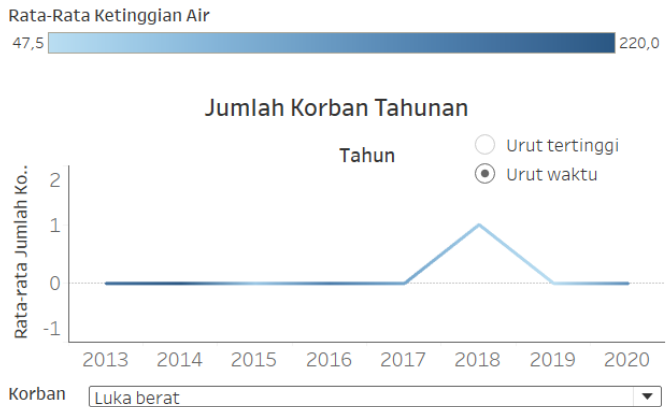 Rata-Rata Ketinggian Air
47,5 220,0
Jumlah Korban Tahunan
Tahun
Urut tertinggi
Urut waktu
Rata-rata Jumlah Ko..
2
1
0
-1
2013 2014 2015 2016 2017 2018 2019 2020
Korban Luka berat